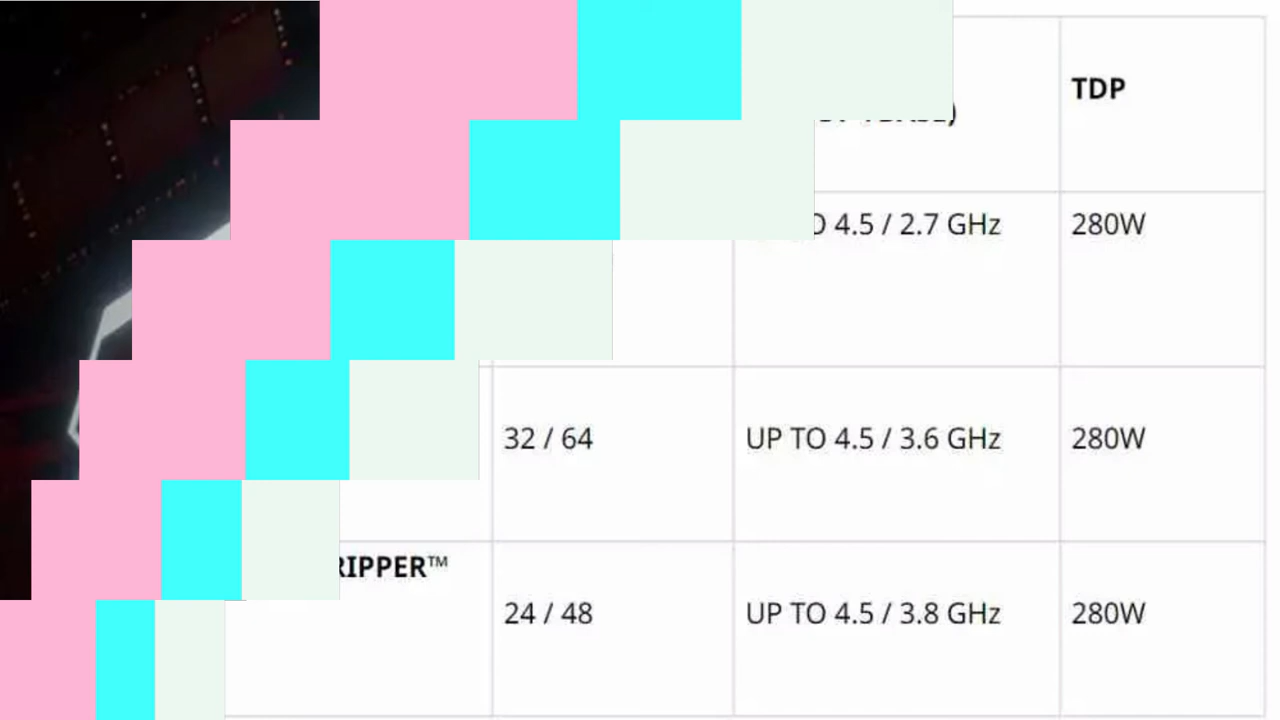 TDP
4.5 / 2.7 GHz 280W
32 / 64 UP TO 4.5 / 3.6 GHz 280W
RIPPER™
24 / 48 UP TO 4.5 / 3.8 GHz 280W